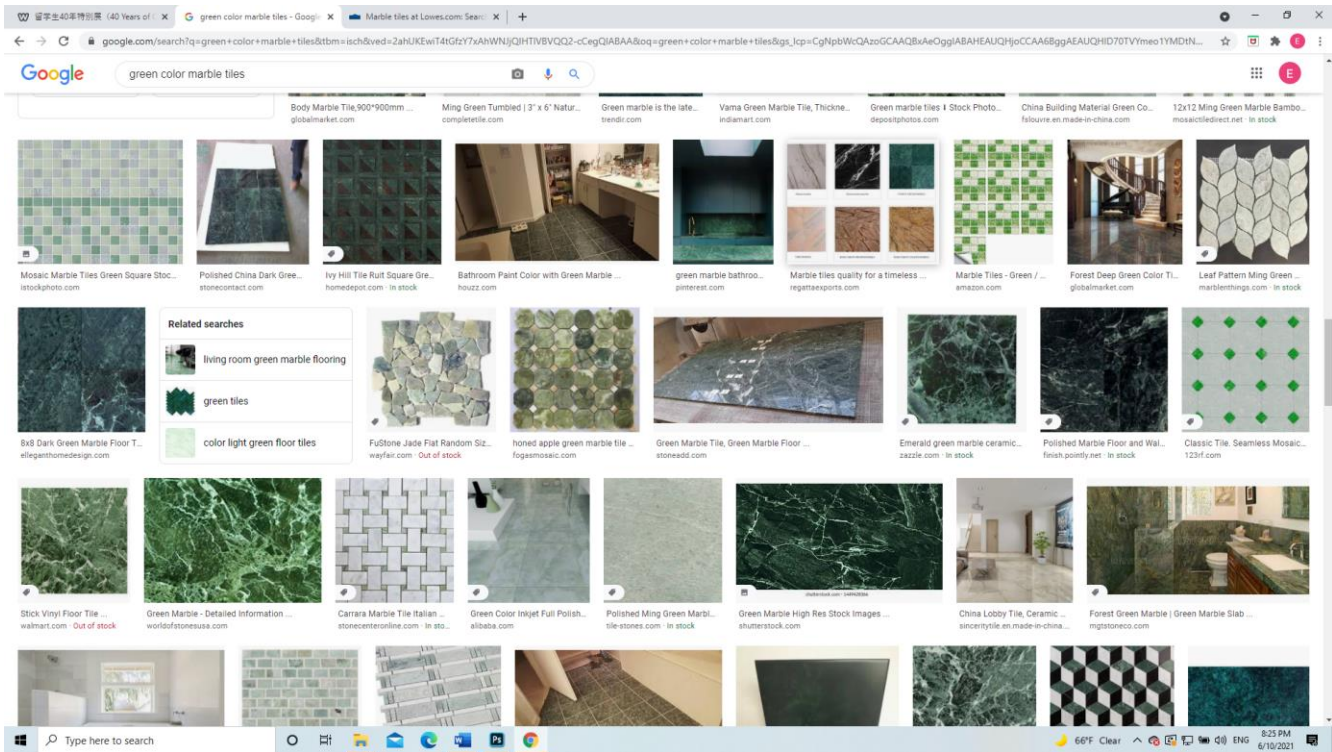 留学生40年特别展 (40 Years of
green color marble tiles - Google
Marble tiles at Lowes.com: Search
google.com/search?q=green+color+marble+tiles&tbm=isch&ved=2ahUKEwiT4tGfzY7xAhWNJjQIHTIVBVQQ2-cCegQIABAA&oq=green+color+marble+tiles&gs_lcp=CgNpbWcQAzoGCAAQBxAeOggIABAHEAUQHjoCCAA6BggAEAUQHlD70TVYmeo1YMDtN...
Google
green color marble tiles
E
Body Marble Tile,900*900mm ...
globalmarket.com
Ming Green Tumbled | 3" x 6" Natur...
completetile.com
Green marble is the late...
trendir.com
Vama Green Marble Tile, Thickne...
indiamart.com
Green marble tiles ⬇ Stock Photo...
depositphotos.com
China Building Material Green Co...
fslouvre.en.made-in-china.com
12x12 Ming Green Marble Bambo...
mosaictiledirect.net · In stock
Mosaic Marble Tiles Green Square Stoc...
istockphoto.com
Polished China Dark Gree...
stonecontact.com
Ivy Hill Tile Ruit Square Gre...
homedepot.com · In stock
Bathroom Paint Color with Green Marble ...
houzz.com
green marble bathroo...
pinterest.com
Marble tiles quality for a timeless ...
regattaexports.com
Marble Tiles - Green / ...
amazon.com
Forest Deep Green Color Ti...
globalmarket.com
Leaf Pattern Ming Green ...
marblenthings.com · In stock
8x8 Dark Green Marble Floor T...
elleganthomedesign.com
Related searches
living room green marble flooring
green tiles
color light green floor tiles
FuStone Jade Flat Random Siz...
wayfair.com · Out of stock
honed apple green marble tile ...
fogasmosaic.com
Green Marble Tile, Green Marble Floor ...
stoneadd.com
Emerald green marble ceramic...
zazzle.com · In stock
Polished Marble Floor and Wal...
finish.pointly.net · In stock
Classic Tile. Seamless Mosaic...
123rf.com
Stick Vinyl Floor Tile ...
walmart.com · Out of stock
Green Marble - Detailed Information ...
worldofstonesusa.com
Carrara Marble Tile Italian ...
stonecenteronline.com · In sto...
Green Color Inkjet Full Polish...
alibaba.com
Polished Ming Green Marbl...
tile-stones.com · In stock
Green Marble High Res Stock Images ...
shutterstock.com
China Lobby Tile, Ceramic ...
sinceritytile.en.made-in-china....
Forest Green Marble | Green Marble Slab ...
mgtstoneco.com
Type here to search
66°F Clear
ENG
8:25 PM
6/10/2021